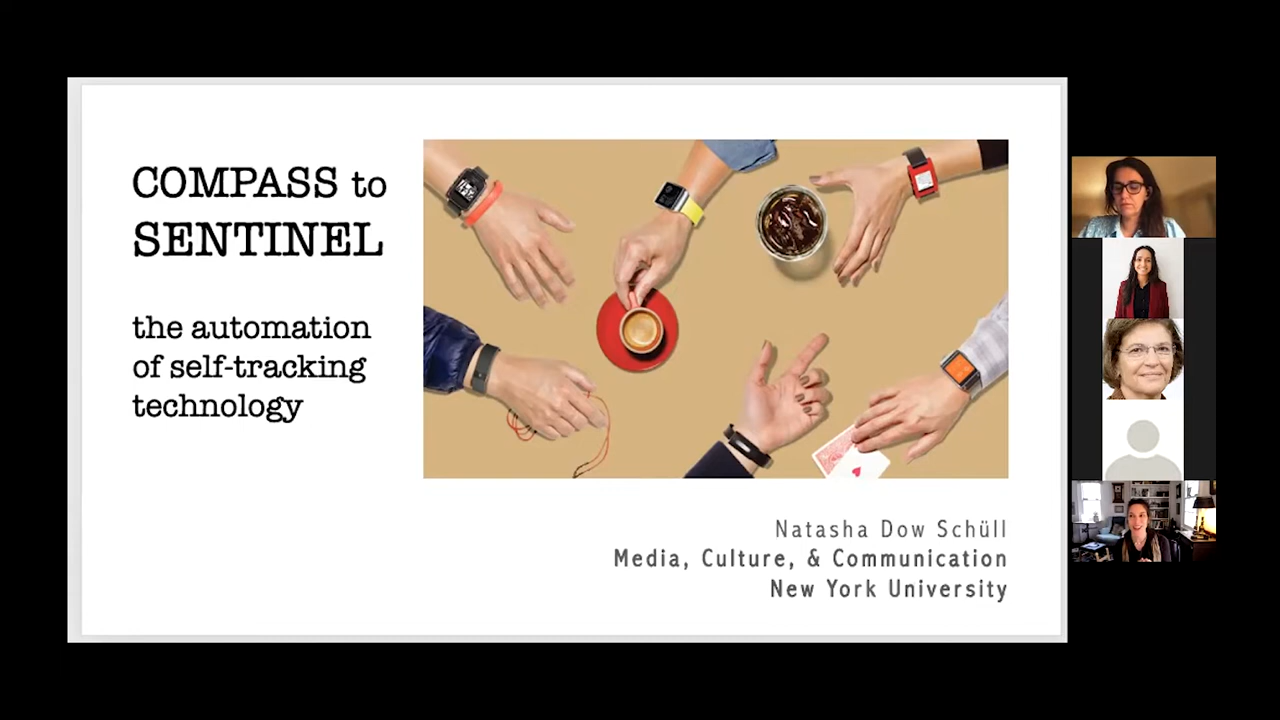 COMPASS to
SENTINEL
the automation
of self-tracking
technology
Natasha Dow Schüll
Media, Culture, & Communication
New York University